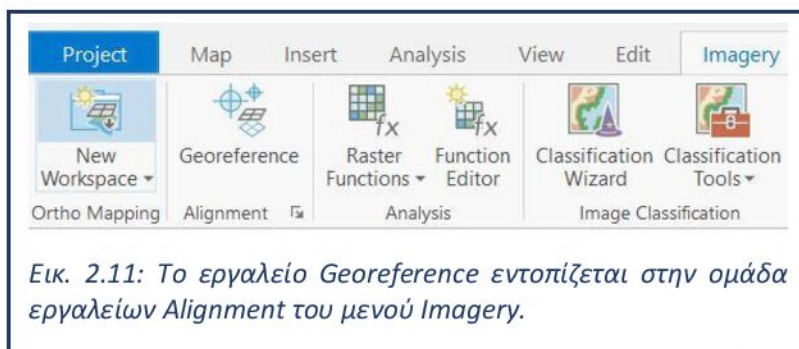 Project Map Insert Analysis View Edit Imagery
fx fx
New Georeference Raster Function Classification Classification
Workspace Functions Editor Wizard Tools
Ortho Mapping Alignment Analysis Image Classification
Εικ. 2.11: Το εργαλείο Georeference εντοπίζεται στην ομάδα
εργαλείων Alignment του μενού Imagery.